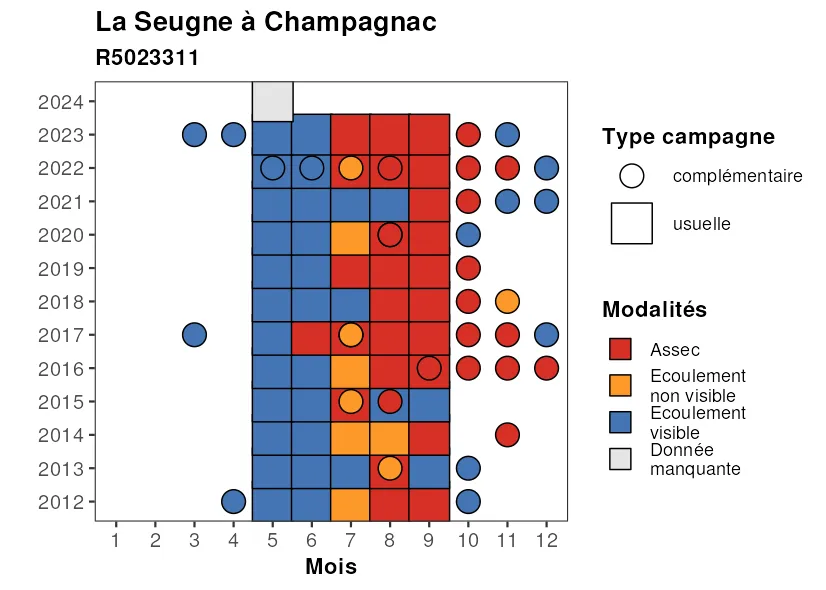 La Seugne à Champagnac
R5023311
2024
2023
2022
2021
2020
2019
2018
2017
2016
2015
2014
2013
2012
1 2 3 4 5 6 7 8 9 10 11 12
Mois
Type campagne
complémentaire
usuelle
Modalités
Assec
Ecoulement
non visible
Ecoulement
visible
Donnée
manquante